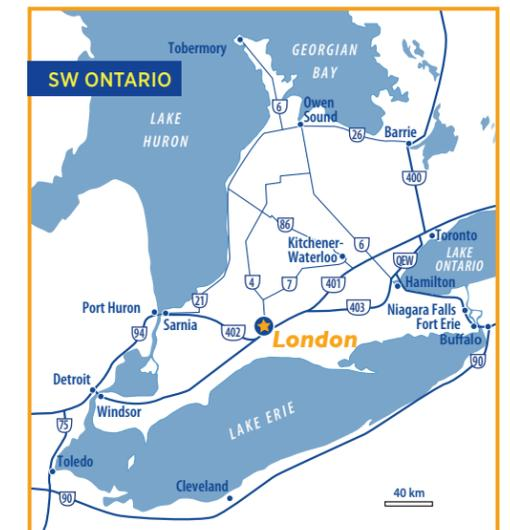 Tobermory
GEORGIAN
BAY
SW ONTARIO
6
Owen
Sound
LAKE
HURON
26
Barrie
400
86
Kitchener-
Waterloo
6
Toronto
QEW
LAKE
ONTARIO
4
7
401
Hamilton
21
403
Port Huron
Sarnia
Niagara Falls
Fort Erie
94
402
London
Buffalo
90
Detroit
Windsor
75
LAKE ERIE
Toledo
Cleveland
90
40 km